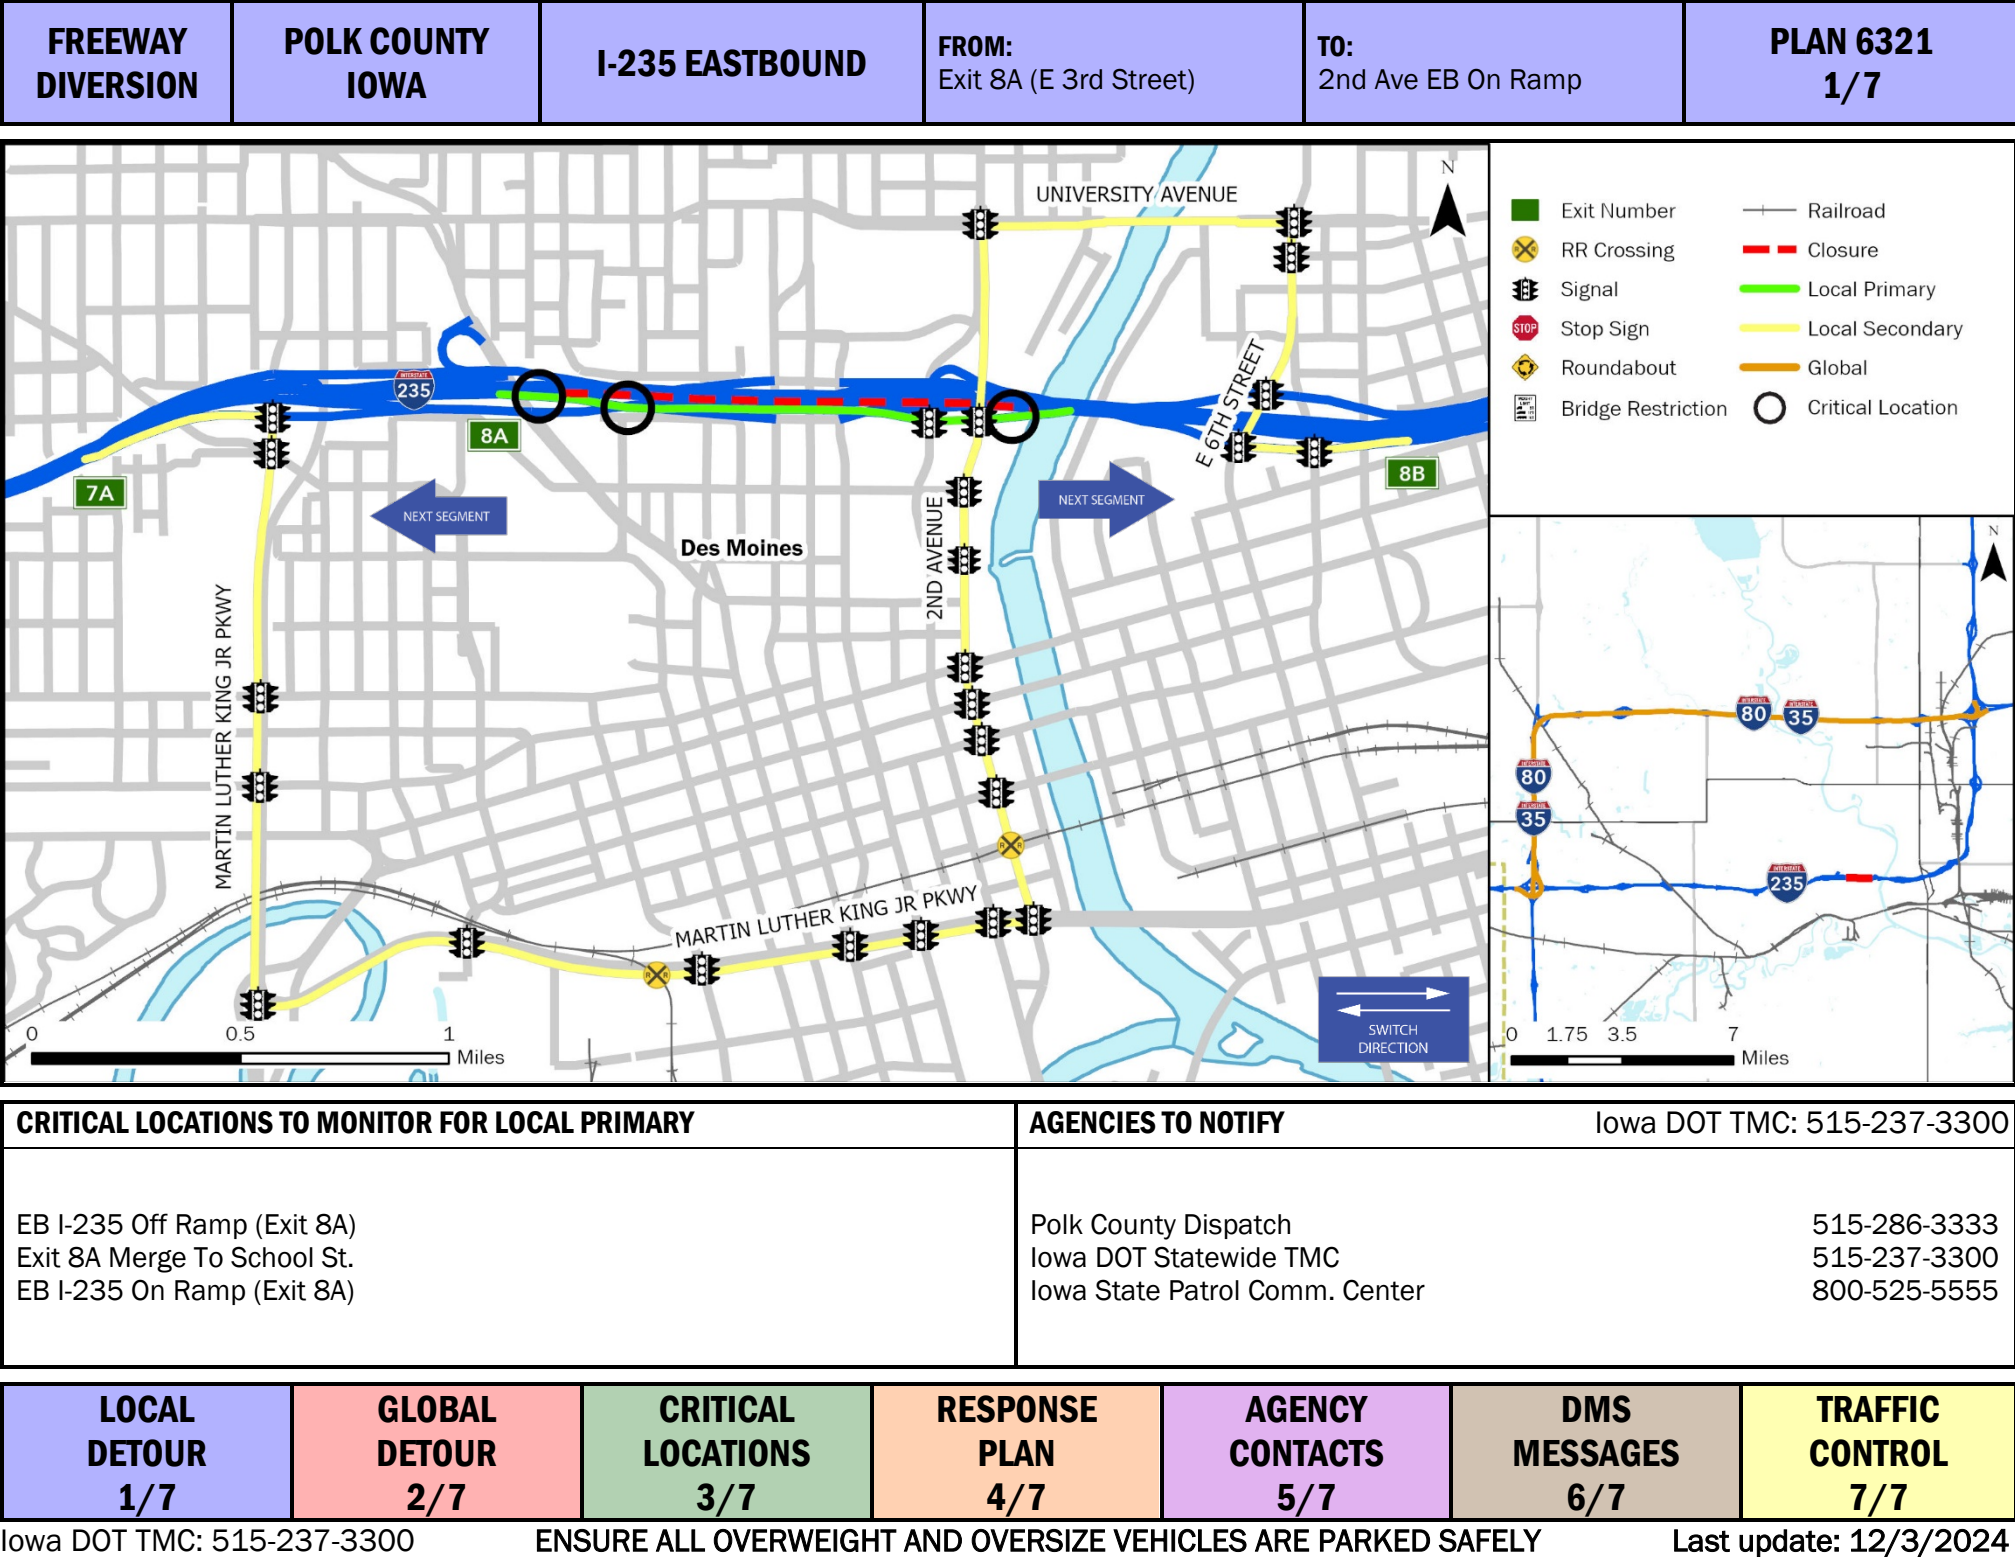 FREEWAY
DIVERSION
POLK COUNTY
IOWA
I-235 EASTBOUND
FROM:
Exit 8A (E 3rd Street)
TO:
2nd Ave EB On Ramp
PLAN 6321
1/7
UNIVERSITY AVENUE
N
INTERSTATE
235
8A
7A
8B
E 6TH STREET
NEXT SEGMENT
NEXT SEGMENT
Des Moines
2ND AVENUE
MARTIN LUTHER KING JR PKWY
MARTIN LUTHER KING JR PKWY
R R
R R
SWITCH
DIRECTION
0 0.5 1
Miles
Exit Number
RR Crossing
Signal
STOP
Stop Sign
Roundabout
Bridge Restriction
Railroad
Closure
Local Primary
Local Secondary
Global
Critical Location
N
INTERSTATE
80
INTERSTATE
35
INTERSTATE
80
INTERSTATE
35
INTERSTATE
235
0 1.75 3.5 7
Miles
CRITICAL LOCATIONS TO MONITOR FOR LOCAL PRIMARY
EB I-235 Off Ramp (Exit 8A)
Exit 8A Merge To School St.
EB I-235 On Ramp (Exit 8A)
AGENCIES TO NOTIFY Iowa DOT TMC: 515-237-3300
Polk County Dispatch 515-286-3333
Iowa DOT Statewide TMC 515-237-3300
Iowa State Patrol Comm. Center 800-525-5555
LOCAL
DETOUR
1/7
GLOBAL
DETOUR
2/7
CRITICAL
LOCATIONS
3/7
RESPONSE
PLAN
4/7
AGENCY
CONTACTS
5/7
DMS
MESSAGES
6/7
TRAFFIC
CONTROL
7/7
Iowa DOT TMC: 515-237-3300 ENSURE ALL OVERWEIGHT AND OVERSIZE VEHICLES ARE PARKED SAFELY Last update: 12/3/2024